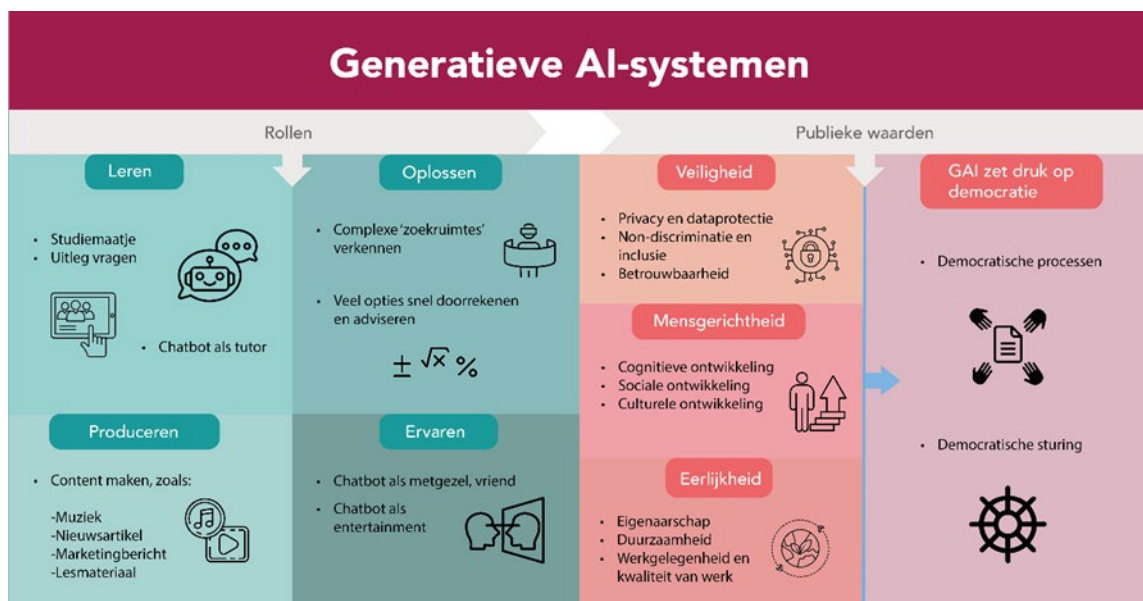 Generatieve AI-systemen
Rollen
Publieke waarden
Leren
• Studiemaatje
• Uitleg vragen
• Chatbot als tutor
Oplossen
• Complexe ‘zoekruimtes’
verkennen
• Veel opties snel doorrekenen
en adviseren
± √x %
Produceren
• Content maken, zoals:
-Muziek
-Nieuwsartikel
-Marketingbericht
-Lesmateriaal
Ervaren
• Chatbot als metgezel, vriend
• Chatbot als
entertainment
Veiligheid
• Privacy en dataprotectie
• Non-discriminatie en
inclusie
• Betrouwbaarheid
Mensgerichtheid
• Cognitieve ontwikkeling
• Sociale ontwikkeling
• Culturele ontwikkeling
Eerlijkheid
• Eigenaarschap
• Duurzaamheid
• Werkgelegenheid en
kwaliteit van werk
GAI zet druk op
democratie
• Democratische processen
• Democratische sturing